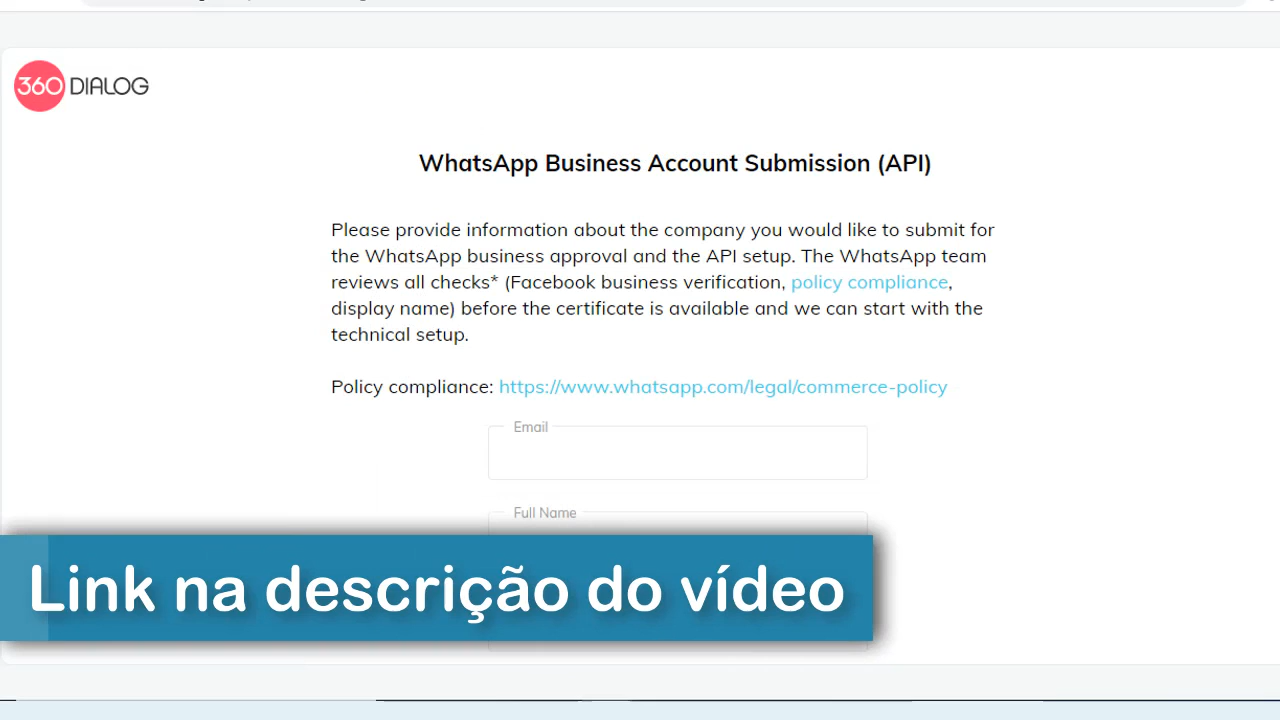 360 DIALOG
WhatsApp Business Account Submission (API)
Please provide information about the company you would like to submit for
the WhatsApp business approval and the API setup. The WhatsApp team
reviews all checks* (Facebook business verification, policy compliance,
display name) before the certificate is available and we can start with the
technical setup.
Policy compliance: https://www.whatsapp.com/legal/commerce-policy
Email
Full Name
Link na descrição do vídeo